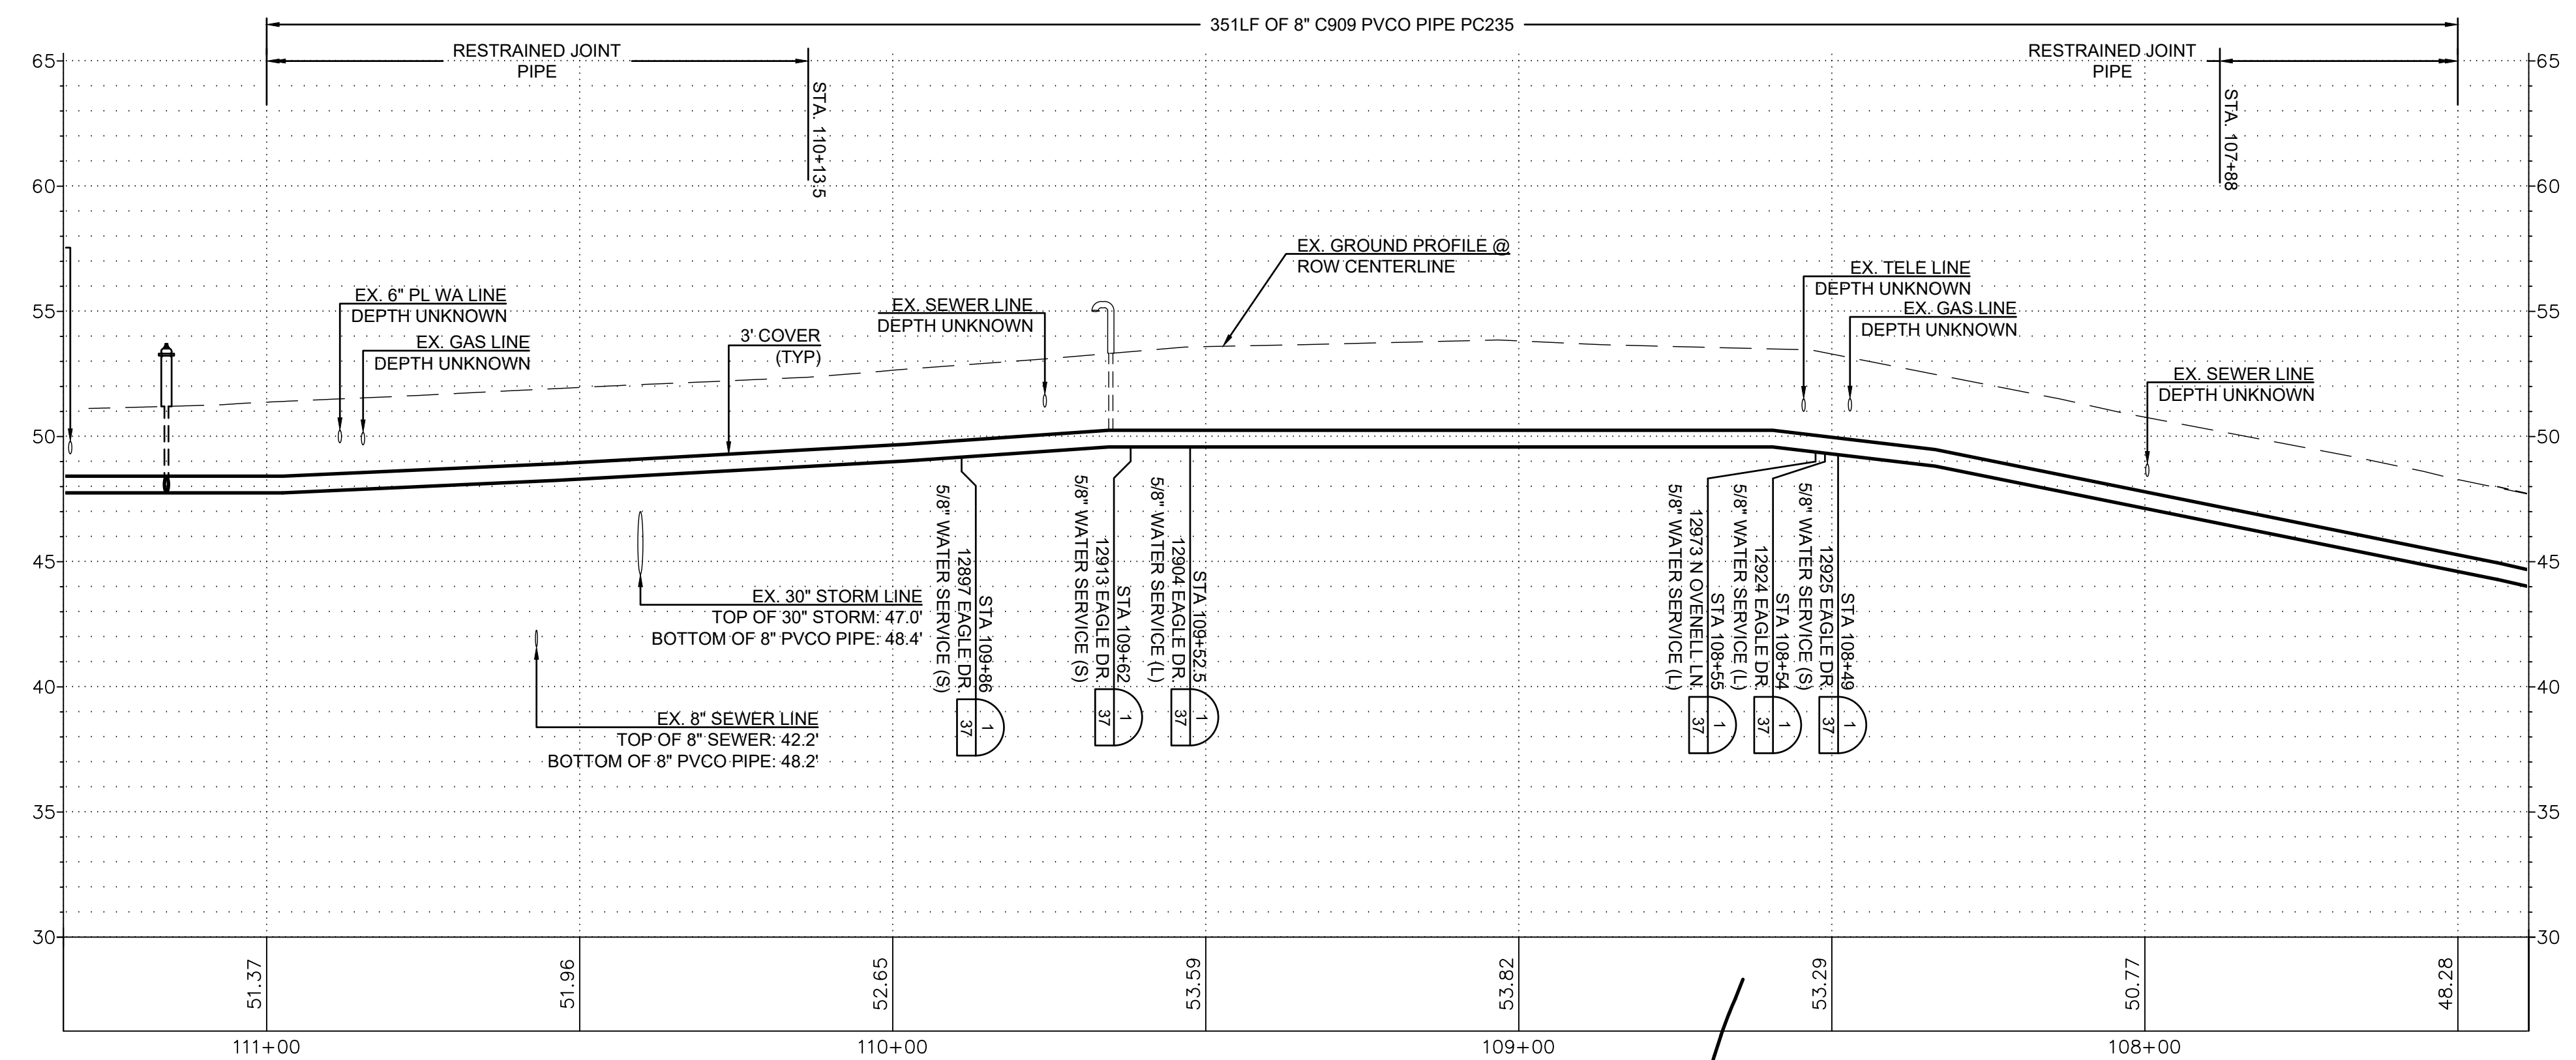 351LF OF 8" C909 PVCO PIPE PC235
RESTRAINED JOINT
PIPE
RESTRAINED JOINT
PIPE
STA. 110+13.5
STA. 107+88
65
60
55
50
45
40
35
30
65
60
55
50
45
40
35
30
EX. GROUND PROFILE @
ROW CENTERLINE
EX. 6" PL WA LINE
DEPTH UNKNOWN
EX. GAS LINE
DEPTH UNKNOWN
3' COVER
(TYP)
EX. SEWER LINE
DEPTH UNKNOWN
EX. TELE LINE
DEPTH UNKNOWN
EX. GAS LINE
DEPTH UNKNOWN
EX. SEWER LINE
DEPTH UNKNOWN
EX. 30" STORM LINE
TOP OF 30" STORM: 47.0'
BOTTOM OF 8" PVCO PIPE: 48.4'
EX. 8" SEWER LINE
TOP OF 8" SEWER: 42.2'
BOTTOM OF 8" PVCO PIPE: 48.2'
STA 109+86
12897 EAGLE DR.
5/8" WATER SERVICE (S)
1
37
STA 109+62
12913 EAGLE DR.
5/8" WATER SERVICE (S)
1
37
STA 109+52.5
12904 EAGLE DR.
5/8" WATER SERVICE (L)
1
37
STA 108+55
12973 N OVENELL LN.
5/8" WATER SERVICE (L)
1
37
STA 108+54
12924 EAGLE DR.
5/8" WATER SERVICE (L)
1
37
STA 108+49
12925 EAGLE DR.
5/8" WATER SERVICE (S)
1
37
51.37
51.96
52.65
53.59
53.82
53.29
50.77
48.28
111+00
110+00
109+00
108+00